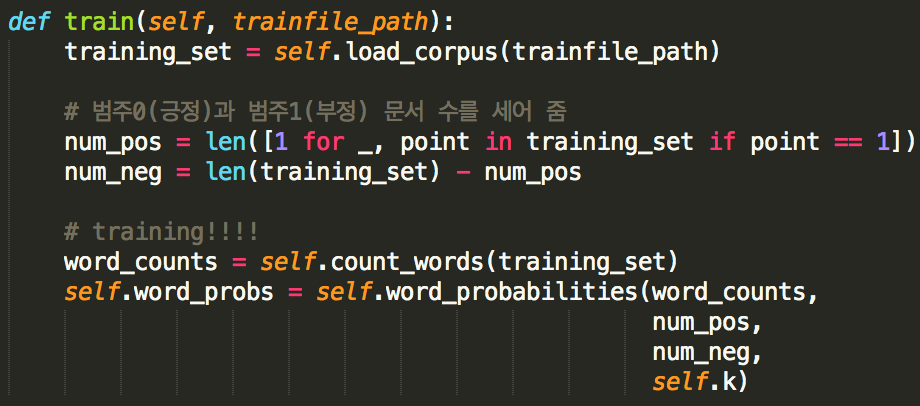 def train(self, trainfile_path):
training_set = self.load_corpus(trainfile_path)
# 범주0(긍정)과 범주1(부정) 문서 수를 세어 줌
num_pos = len([1 for _, point in training_set if point == 1])
num_neg = len(training_set) - num_pos
# training!!!!
word_counts = self.count_words(training_set)
self.word_probs = self.word_probabilities(word_counts,
num_pos,
num_neg,
self.k)